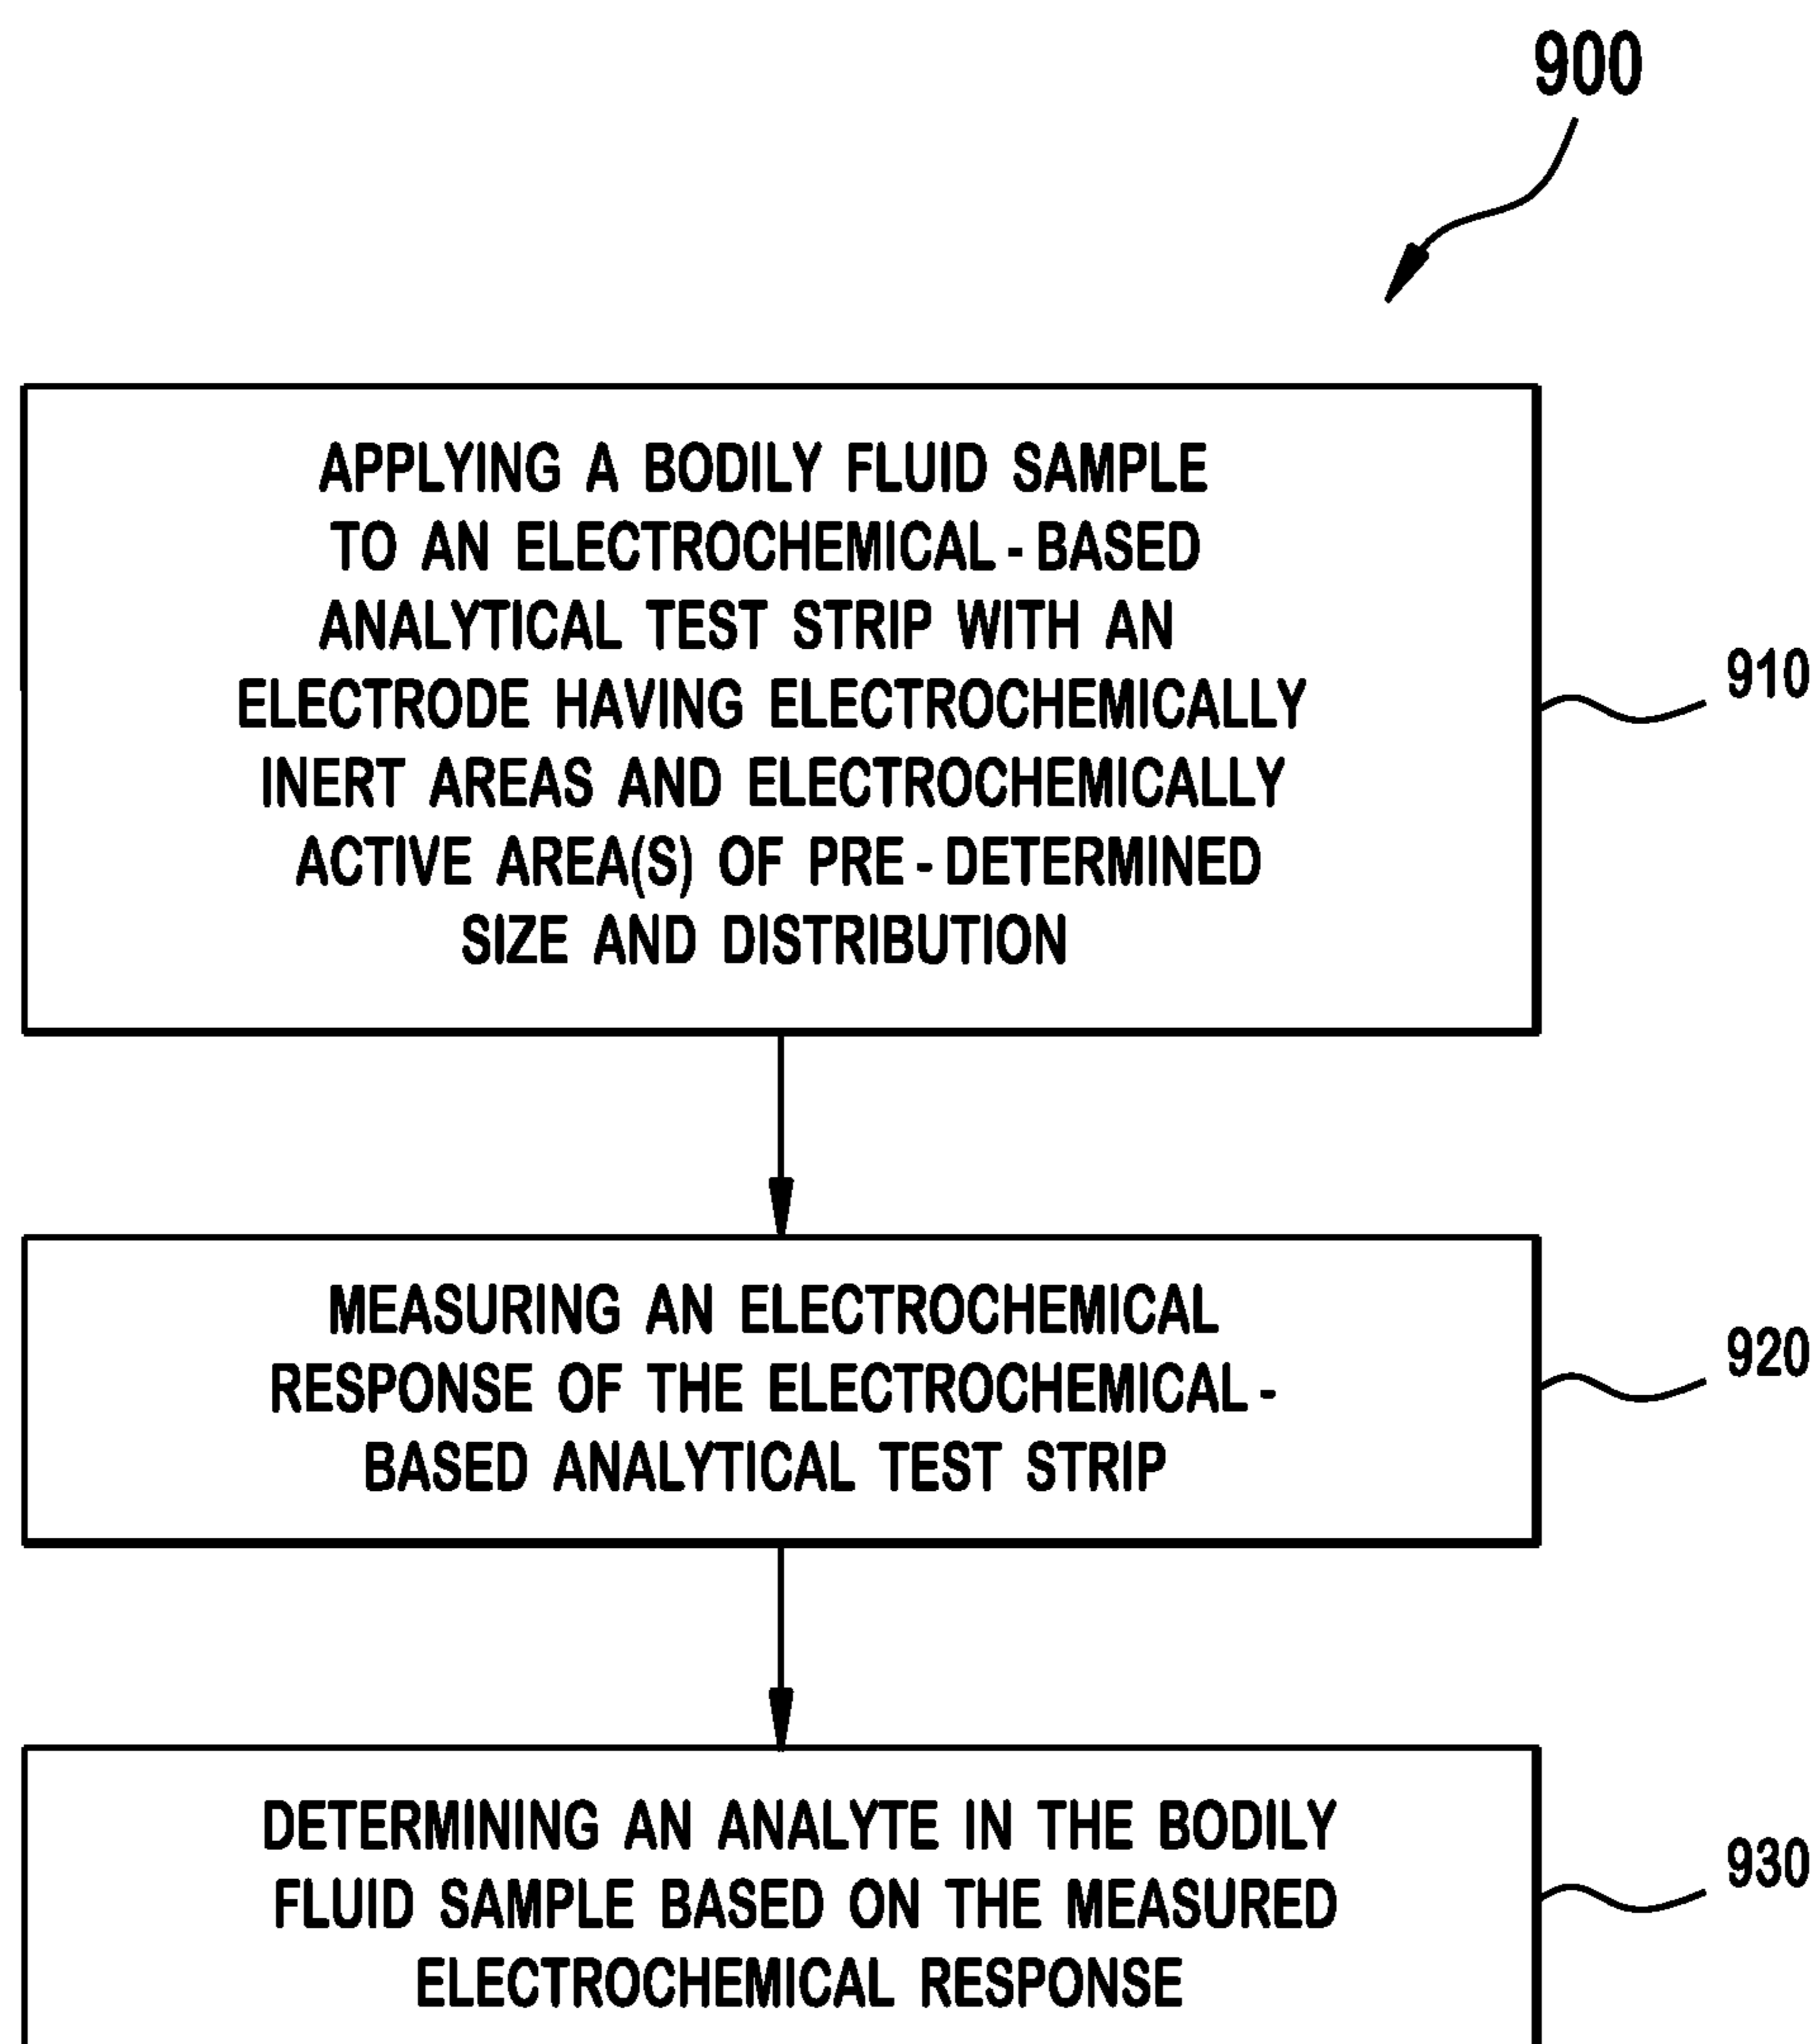 900
APPLYING A BODILY FLUID SAMPLE
TO AN ELECTROCHEMICAL - BASED
ANALYTICAL TEST STRIP WITH AN
ELECTRODE HAVING ELECTROCHEMICALLY
INERT AREAS AND ELECTROCHEMICALLY
ACTIVE AREA(S) OF PRE - DETERMINED
SIZE AND DISTRIBUTION
910
MEASURING AN ELECTROCHEMICAL
RESPONSE OF THE ELECTROCHEMICAL -
BASED ANALYTICAL TEST STRIP
920
DETERMINING AN ANALYTE IN THE BODILY
FLUID SAMPLE BASED ON THE MEASURED
ELECTROCHEMICAL RESPONSE
930